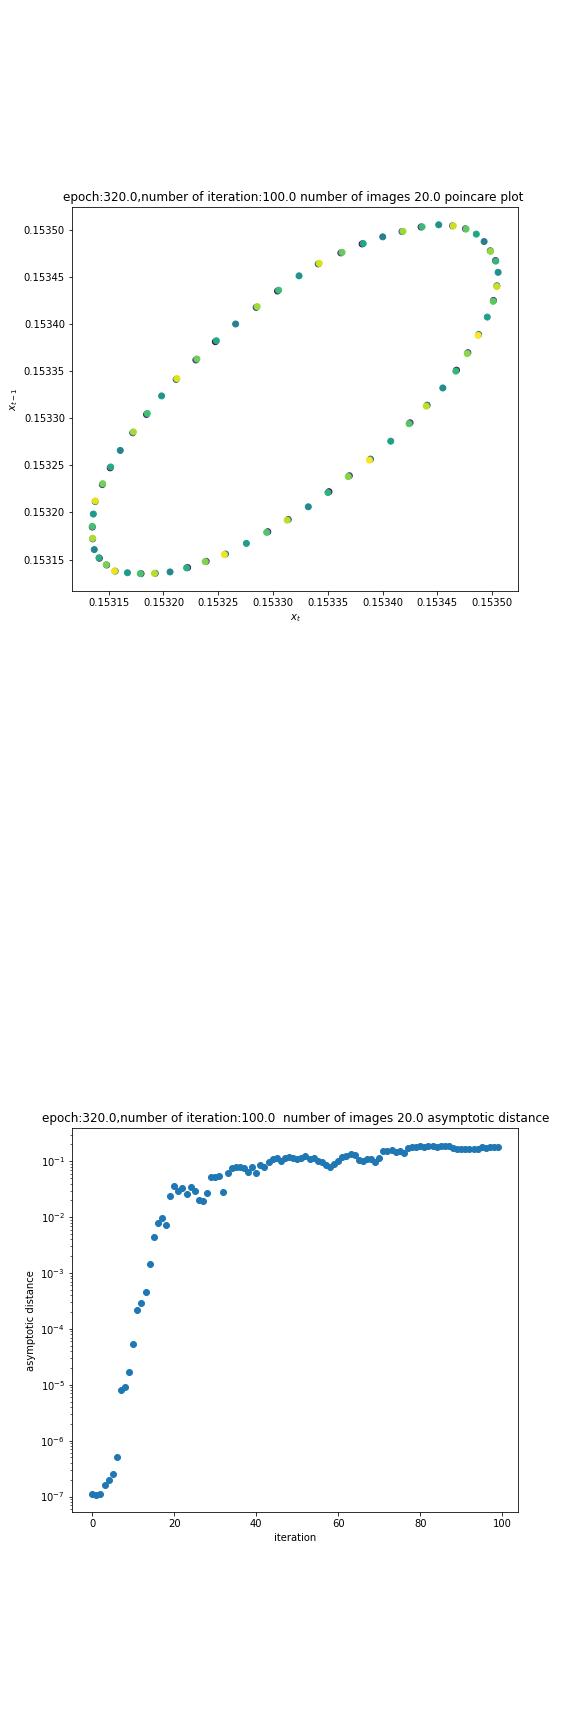 epoch:320.0,number of iteration:100.0 number of images 20.0 poincare plot
0.15350
0.15345
0.15340
0.15335
0.15330
0.15325
0.15320
0.15315
x_{t-1}
0.15315 0.15320 0.15325 0.15330 0.15335 0.15340 0.15345 0.15350
x_t
epoch:320.0,number of iteration:100.0  number of images 20.0 asymptotic distance
10^{-1}
10^{-2}
10^{-3}
10^{-4}
10^{-5}
10^{-6}
10^{-7}
asymptotic distance
0 20 40 60 80 100
iteration